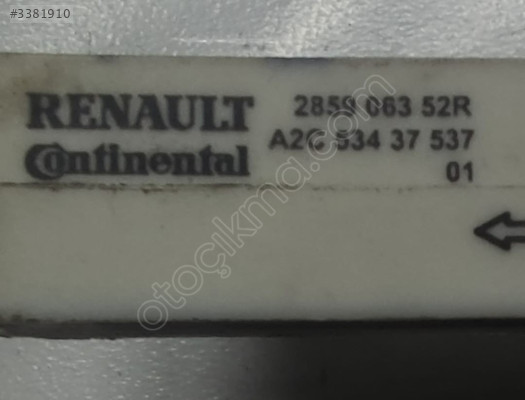 #3381910
RENAULT
Continental
2859 063 52R
A2C 534 37 537
01
otoçıkma.com